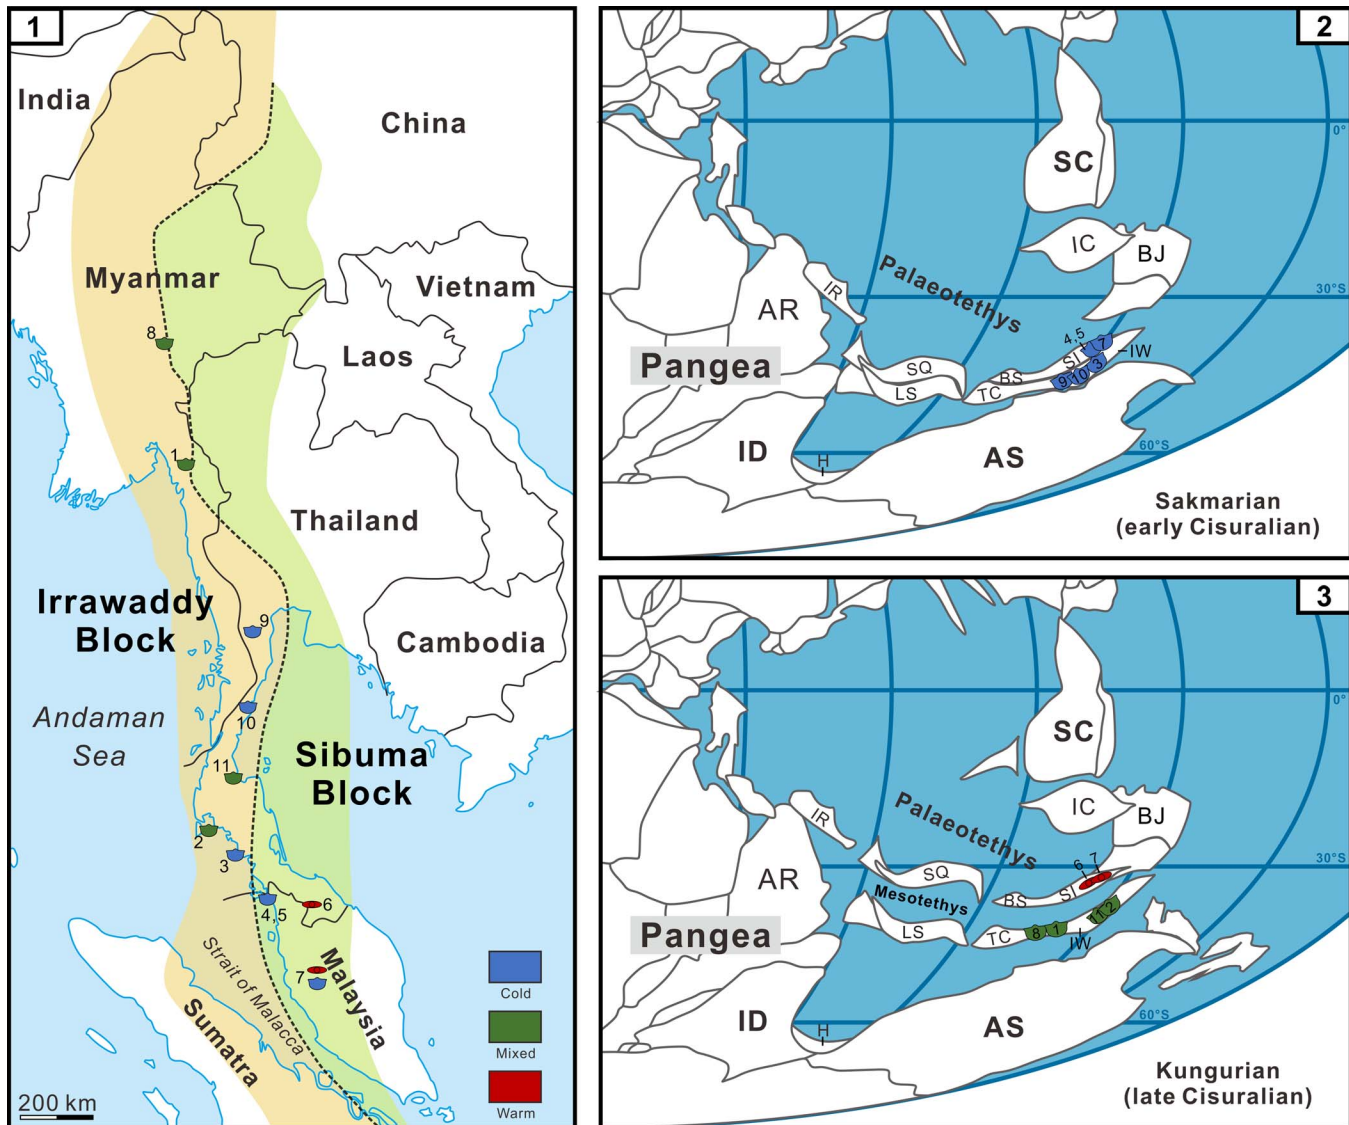 1
India
China
Myanmar
Vietnam
8
Laos
1
Thailand
Irrawaddy
Block
9
Cambodia
Andaman
Sea
10
Sibuma
Block
11
2
3
4,5
6
7
Strait of Malacca
Malaysia
Sumatra
Cold
Mixed
Warm
200 km
2
0°
SC
IC
BJ
Palaeotethys
IR
30°S
AR
4,5
7
SI
IW
Pangea
SQ
BS
3
10
9
LS
TC
ID
H
AS
60°S
Sakmarian
(early Cisuralian)
3
0°
SC
IC
BJ
Palaeotethys
IR
30°S
6
7
AR
SQ
SI
Mesotethys
BS
11
2
Pangea
LS
TC
8
1
IW
ID
H
AS
60°S
Kungurian
(late Cisuralian)